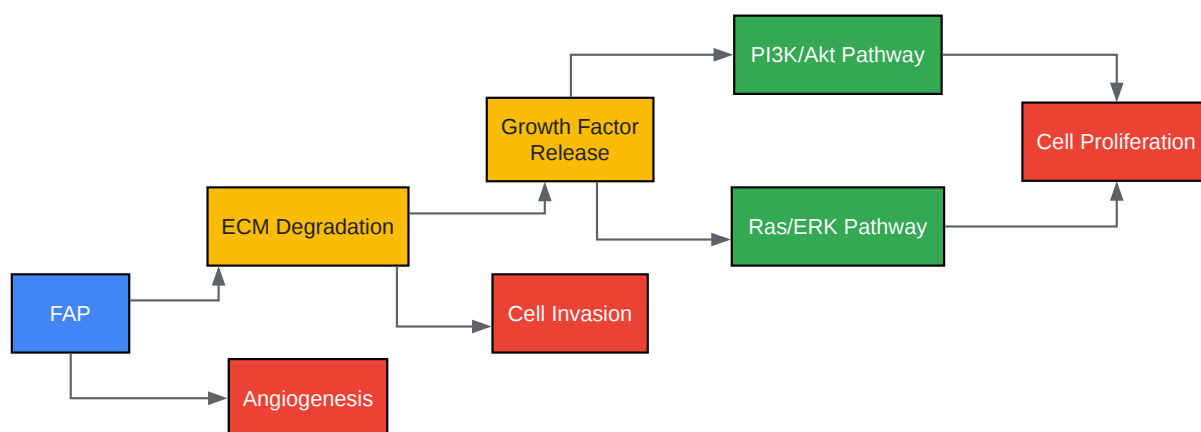 PI3K/Akt Pathway
Growth Factor
Release
Cell Proliferation
ECM Degradation
Ras/ERK Pathway
FAP
Cell Invasion
Angiogenesis